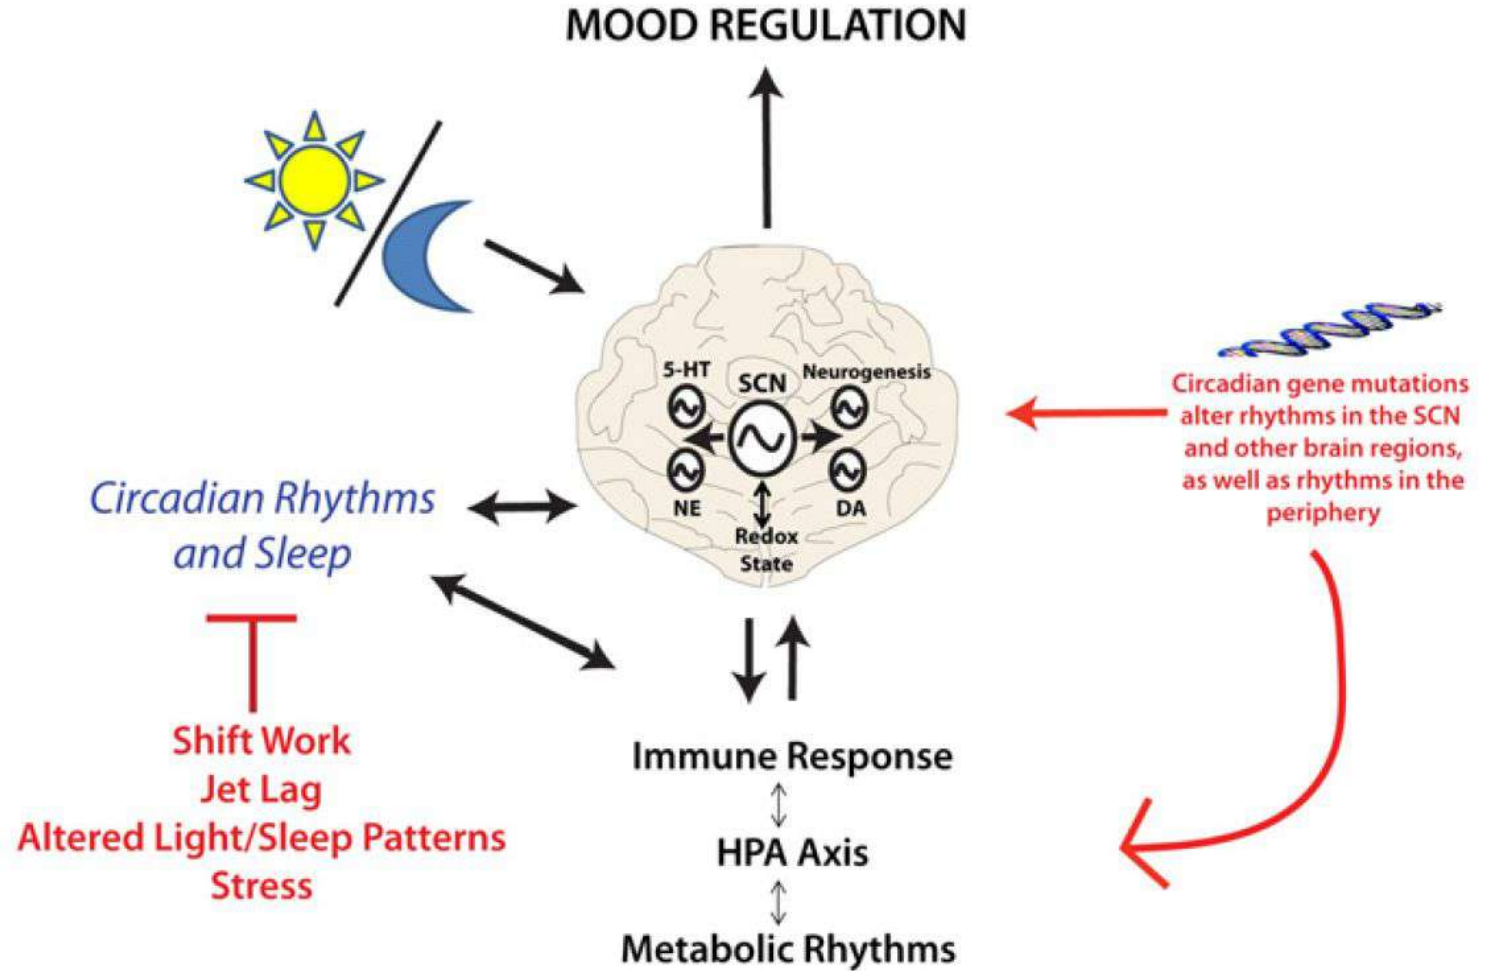 MOOD REGULATION
5-HT
SCN
Neurogenesis
NE
DA
Redox
State
Circadian gene mutations
alter rhythms in the SCN
and other brain regions,
as well as rhythms in the
periphery
Circadian Rhythms
and Sleep
Shift Work
Jet Lag
Altered Light/Sleep Patterns
Stress
Immune Response
HPA Axis
Metabolic Rhythms